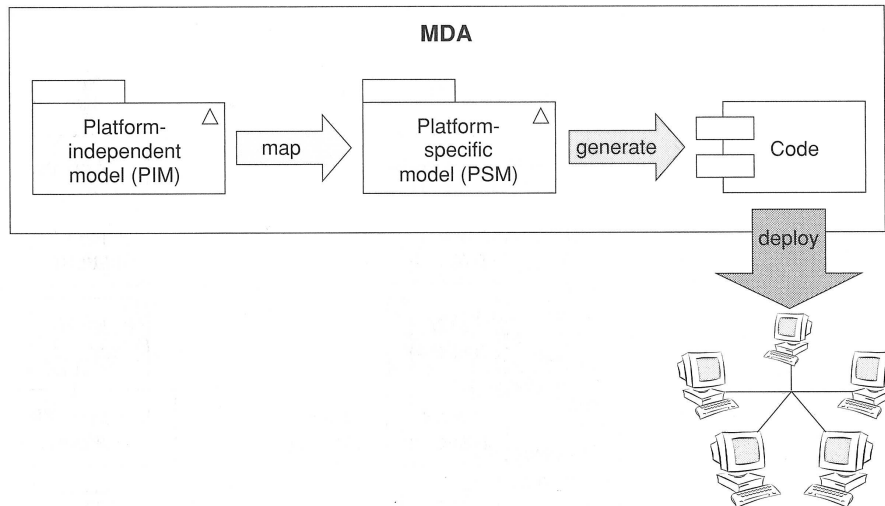 MDA
Platform-
independent
model (PIM)
map
Platform-
specific
model (PSM)
generate
Code
deploy